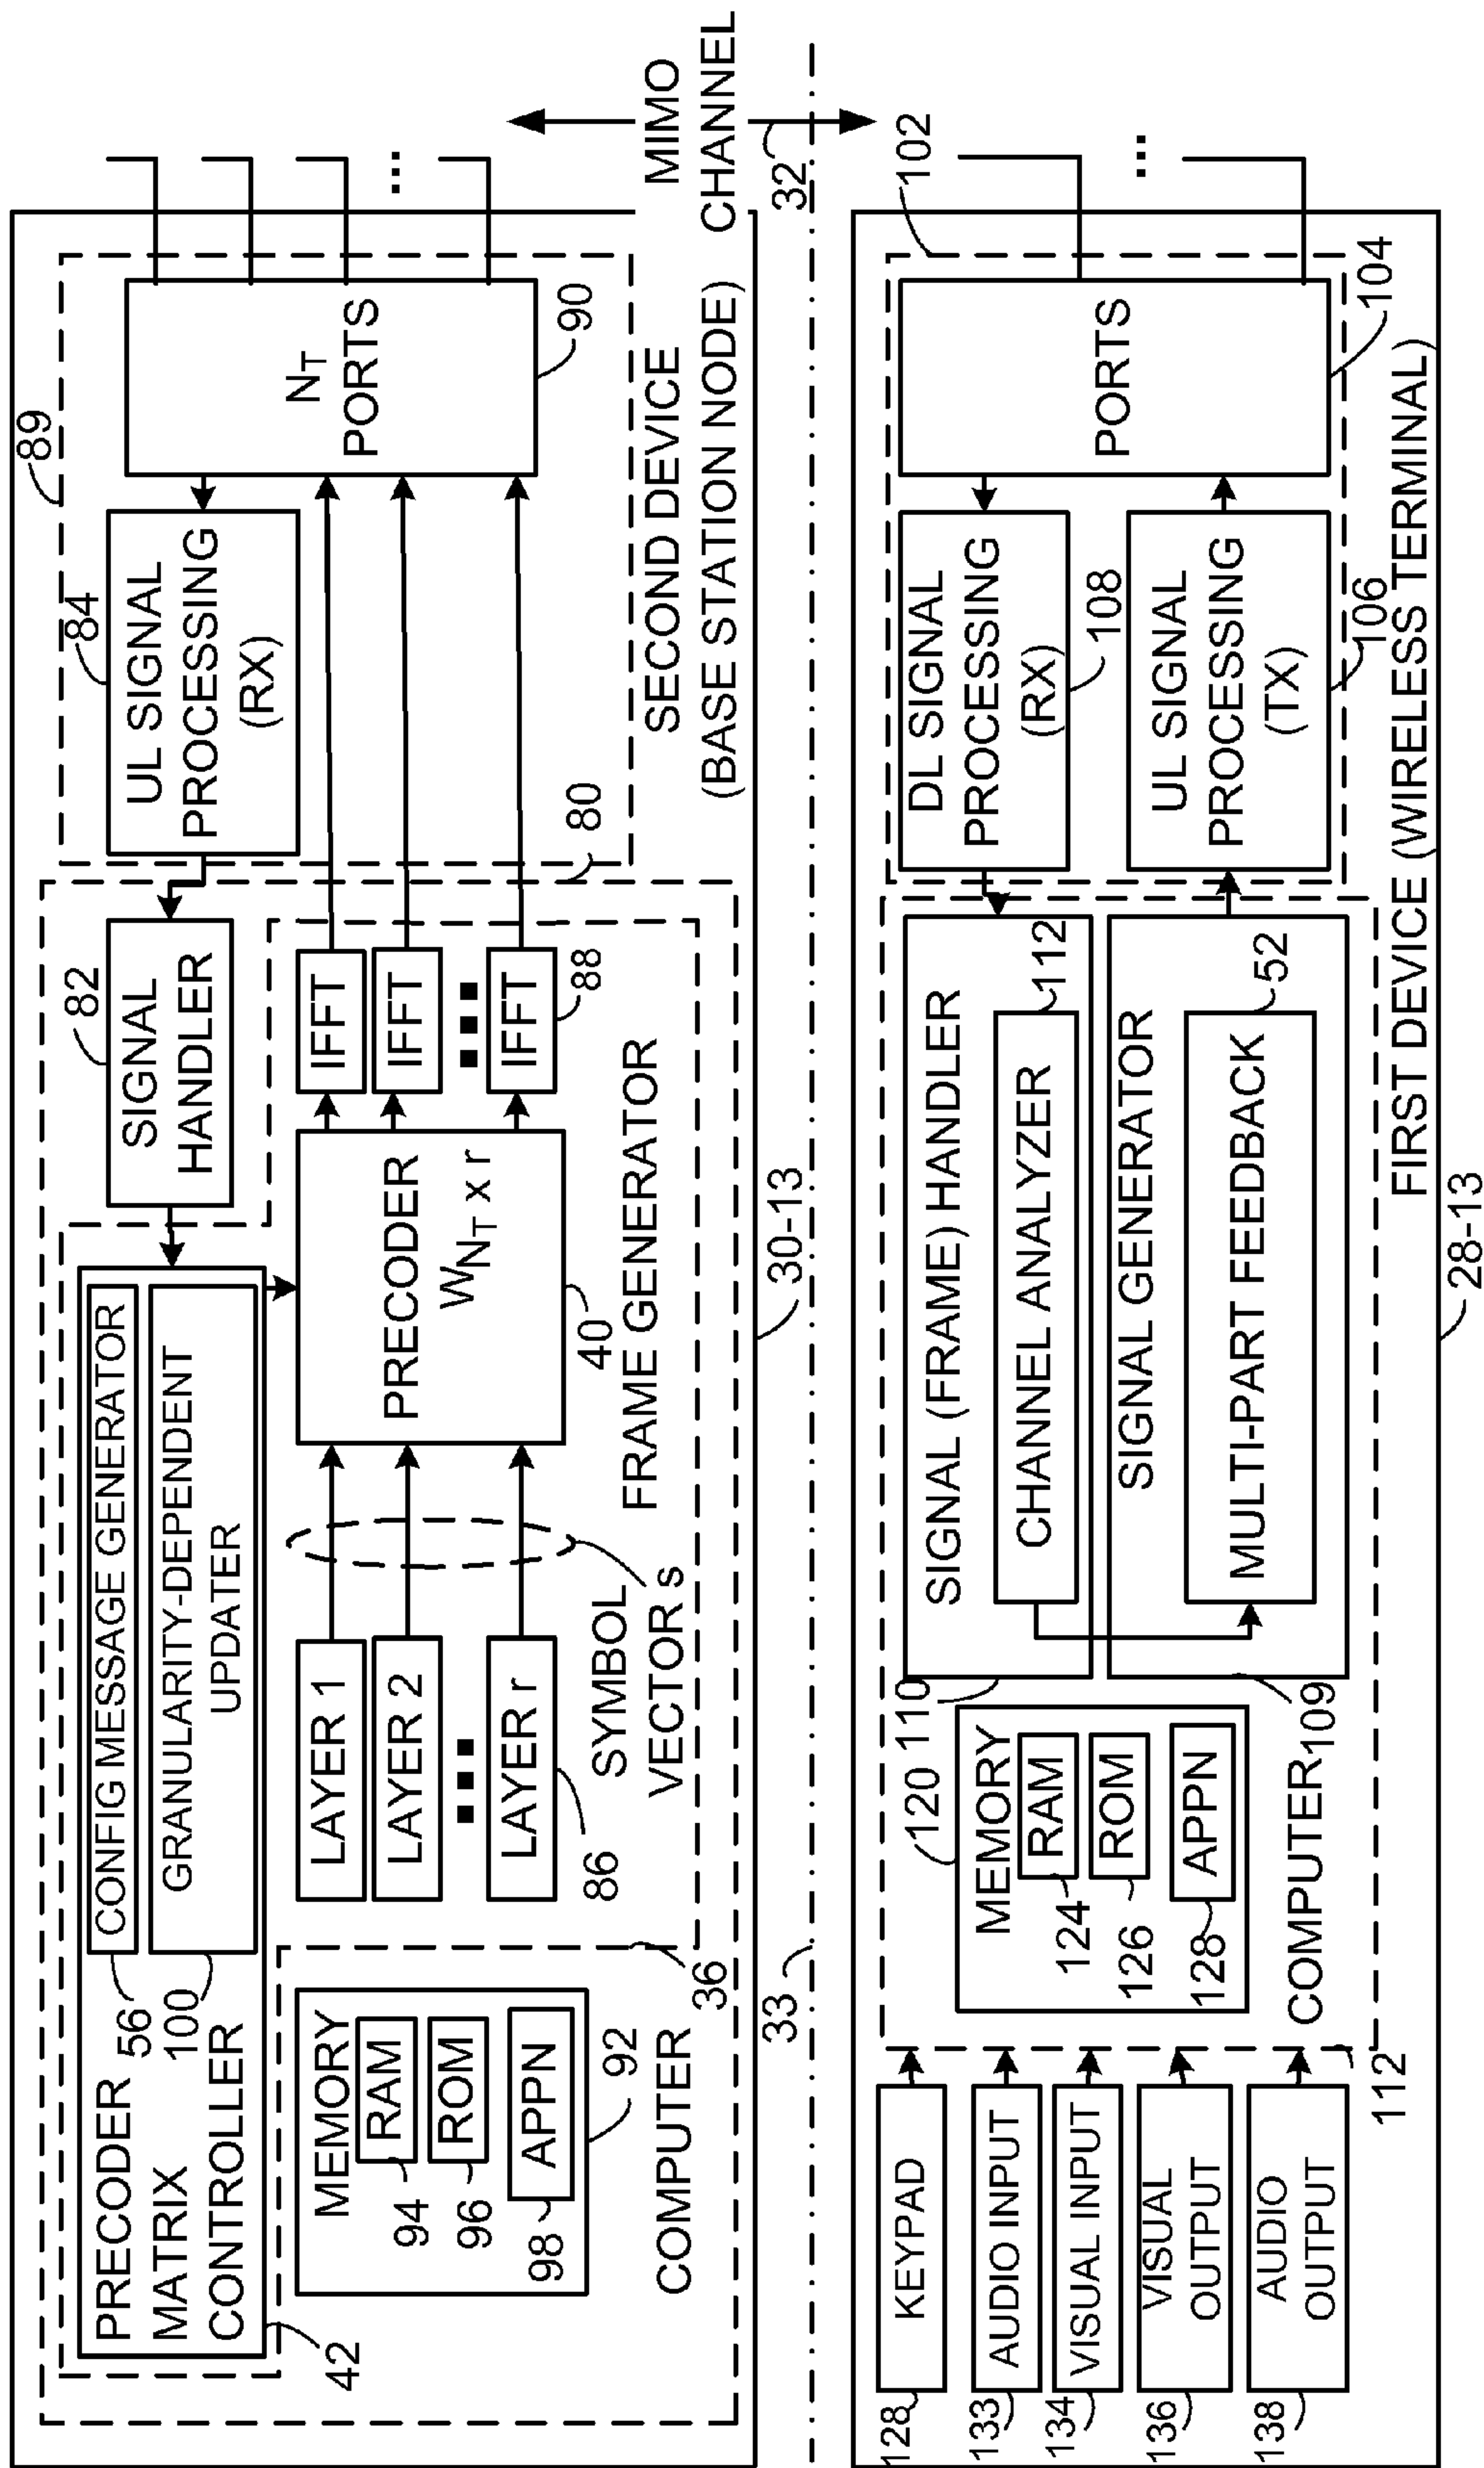 PRECODER
MATRIX
CONTROLLER
42
56
100
CONFIG MESSAGE GENERATOR
GRANULARITY-DEPENDENT
UPDATER
82
SIGNAL
HANDLER
84
UL SIGNAL
PROCESSING
(RX)
89
N_T
PORTS
90
MEMORY
RAM
94
ROM
96
APPN
98
92
COMPUTER
36
LAYER 1
LAYER 2
LAYER r
86
SYMBOL
VECTOR s
PRECODER
W_{N_T x r}
40
FRAME GENERATOR
IFFT
IFFT
IFFT
88
80
SECOND DEVICE
(BASE STATION NODE)
30-13
MIMO
CHANNEL
32
33
KEYPAD
128
AUDIO INPUT
133
VISUAL INPUT
134
VISUAL
OUTPUT
136
AUDIO
OUTPUT
138
112
MEMORY
120
RAM
124
ROM
126
APPN
128
COMPUTER
110
SIGNAL (FRAME) HANDLER
CHANNEL ANALYZER
112
109
SIGNAL GENERATOR
MULTI-PART FEEDBACK
52
DL SIGNAL
PROCESSING
(RX)
108
UL SIGNAL
PROCESSING
(TX)
106
PORTS
102
104
...
...
FIRST DEVICE (WIRELESS TERMINAL)
28-13